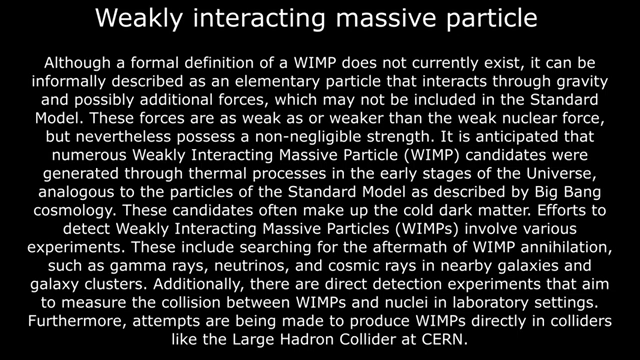 Weakly interacting massive particle
Although a formal definition of a WIMP does not currently exist, it can be
informally described as an elementary particle that interacts through gravity
and possibly additional forces, which may not be included in the Standard
Model. These forces are as weak as or weaker than the weak nuclear force,
but nevertheless possess a non-negligible strength. It is anticipated that
numerous Weakly Interacting Massive Particle (WIMP) candidates were
generated through thermal processes in the early stages of the Universe,
analogous to the particles of the Standard Model as described by Big Bang
cosmology. These candidates often make up the cold dark matter. Efforts to
detect Weakly Interacting Massive Particles (WIMPs) involve various
experiments. These include searching for the aftermath of WIMP annihilation,
such as gamma rays, neutrinos, and cosmic rays in nearby galaxies and
galaxy clusters. Additionally, there are direct detection experiments that aim
to measure the collision between WIMPs and nuclei in laboratory settings.
Furthermore, attempts are being made to produce WIMPs directly in colliders
like the Large Hadron Collider at CERN.